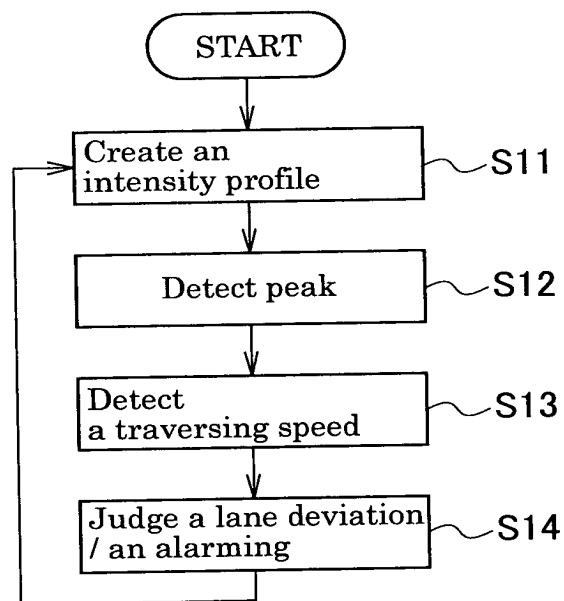 START
Create an
intensity profile
S11
Detect peak
S12
Detect
a traversing speed
S13
Judge a lane deviation
/ an alarming
S14